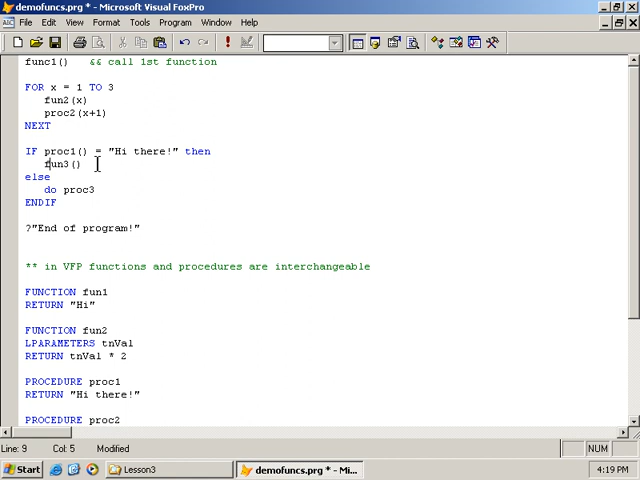 demofuncs.prg * - Microsoft Visual FoxPro
File Edit View Format Tools Program Window Help
func1() && call 1st function
FOR x = 1 TO 3
fun2(x)
proc2(x+1)
NEXT
IF proc1() = "Hi there!" then
fun3()
else
do proc3
ENDIF
?"End of program!"
** in VFP functions and procedures are interchangeable
FUNCTION fun1
RETURN "Hi"
FUNCTION fun2
LPARAMETERS tnVal
RETURN tnVal * 2
PROCEDURE proc1
RETURN "Hi there!"
PROCEDURE proc2
Line: 9 Col: 5 Modified NUM
Start Lesson3 demofuncs.prg * - Mi... 4:19 PM